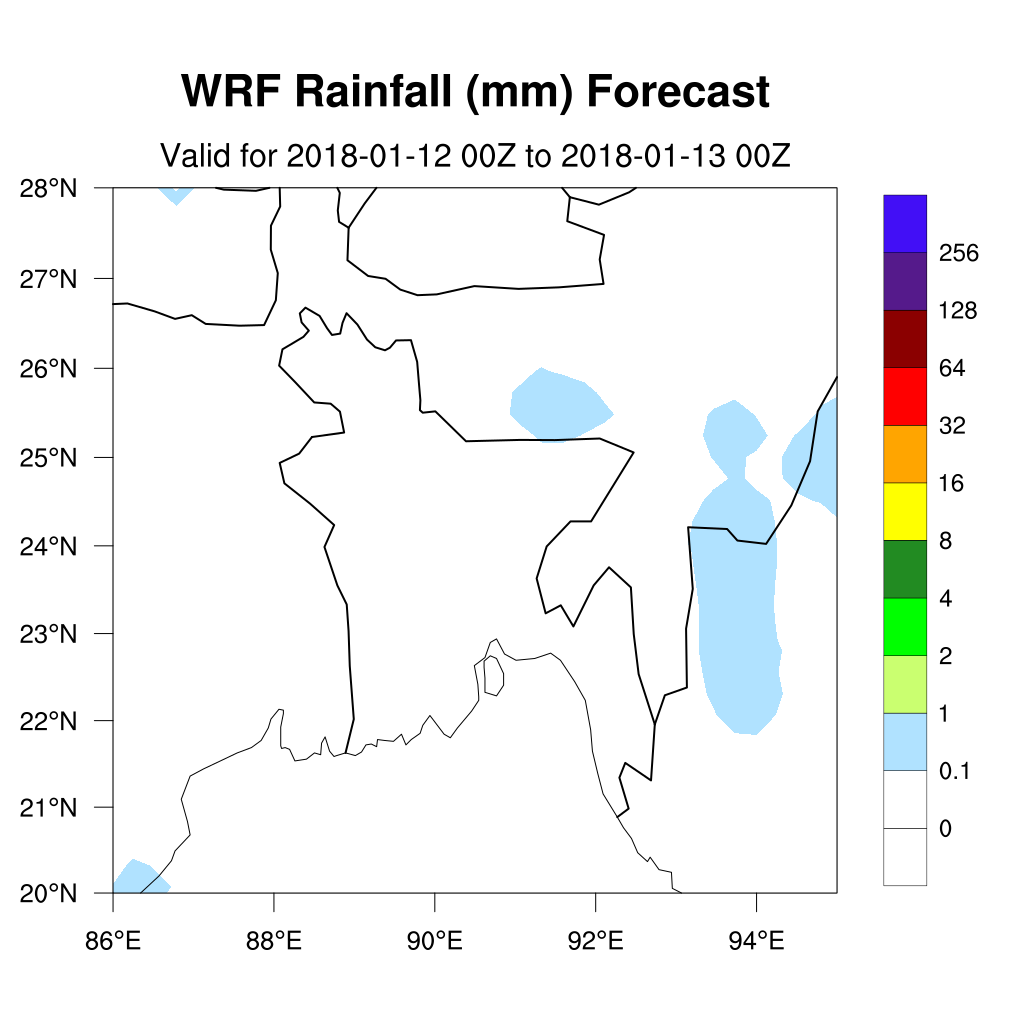 WRF Rainfall (mm) Forecast
Valid for 2018-01-12 00Z to 2018-01-13 00Z
28°N
27°N
26°N
25°N
24°N
23°N
22°N
21°N
20°N
86°E 88°E 90°E 92°E 94°E
256
128
64
32
16
8
4
2
1
0.1
0